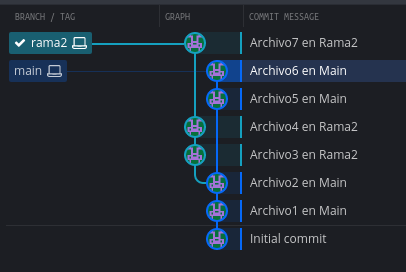 BRANCH / TAG GRAPH COMMIT MESSAGE
rama2 Archivo7 en Rama2
main Archivo6 en Main
Archivo5 en Main
Archivo4 en Rama2
Archivo3 en Rama2
Archivo2 en Main
Archivo1 en Main
Initial commit